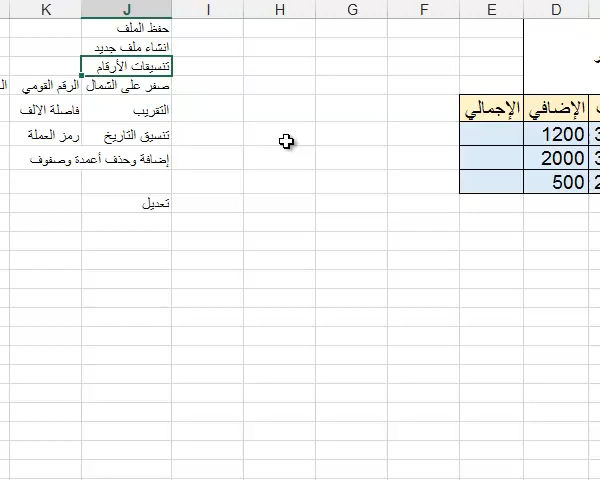 D E F G H I J K
حفظ الملف
انشاء ملف جديد
تنسيقات الأرقام
صفر على الشمال الرقم القومي
الإضافي الإجمالي
التقريب فاصلة الالف
1200
تنسيق التاريخ رمز العملة
2000
إضافة وحذف أعمدة وصفوف
500
تعديل